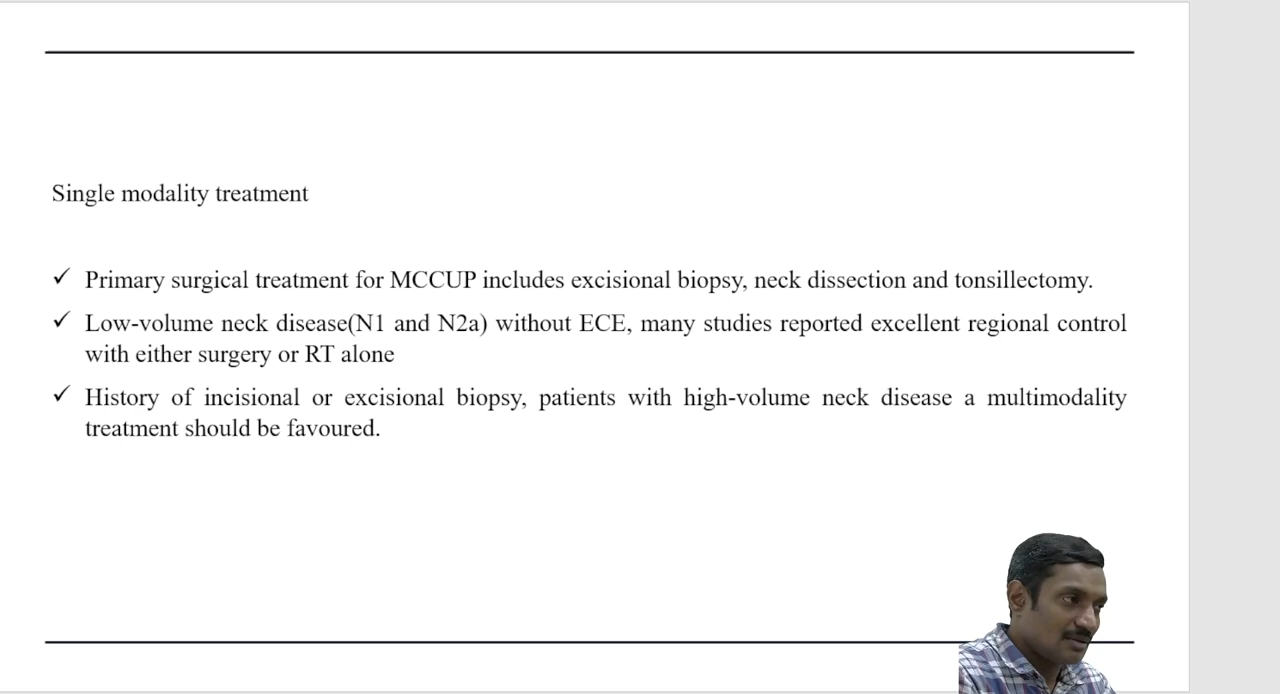 Single modality treatment
✓ Primary surgical treatment for MCCUP includes excisional biopsy, neck dissection and tonsillectomy.
✓ Low-volume neck disease(N1 and N2a) without ECE, many studies reported excellent regional control
with either surgery or RT alone
✓ History of incisional or excisional biopsy, patients with high-volume neck disease a multimodality
treatment should be favoured.